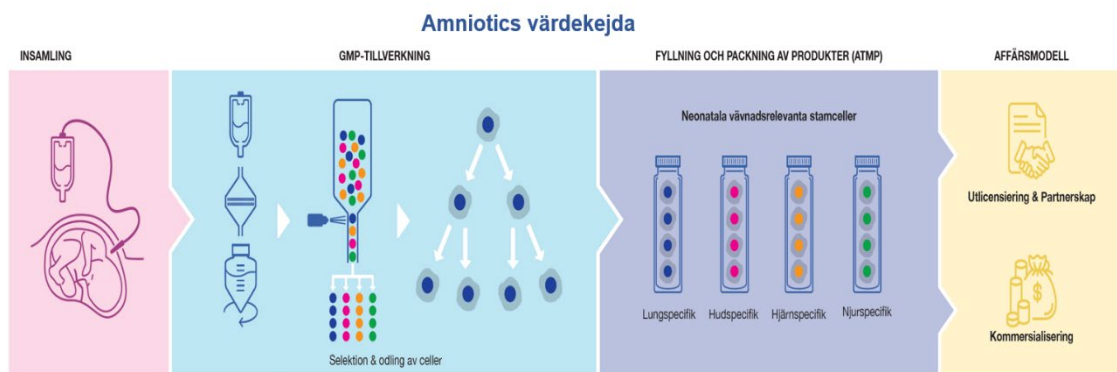 Amniotics värdekejda
INSAMLING
GMP-TILLVERKNING
FYLLNING OCH PACKNING AV PRODUKTER (ATMP)
AFFÄRSMODELL
Neonatala vävnadsrelevanta stamceller
Utlicensiering & Partnerskap
Lungspecifik
Hudspecifik
Hjärnspecifik
Njurspecifik
$
Kommersialisering
Selektion & odling av celler